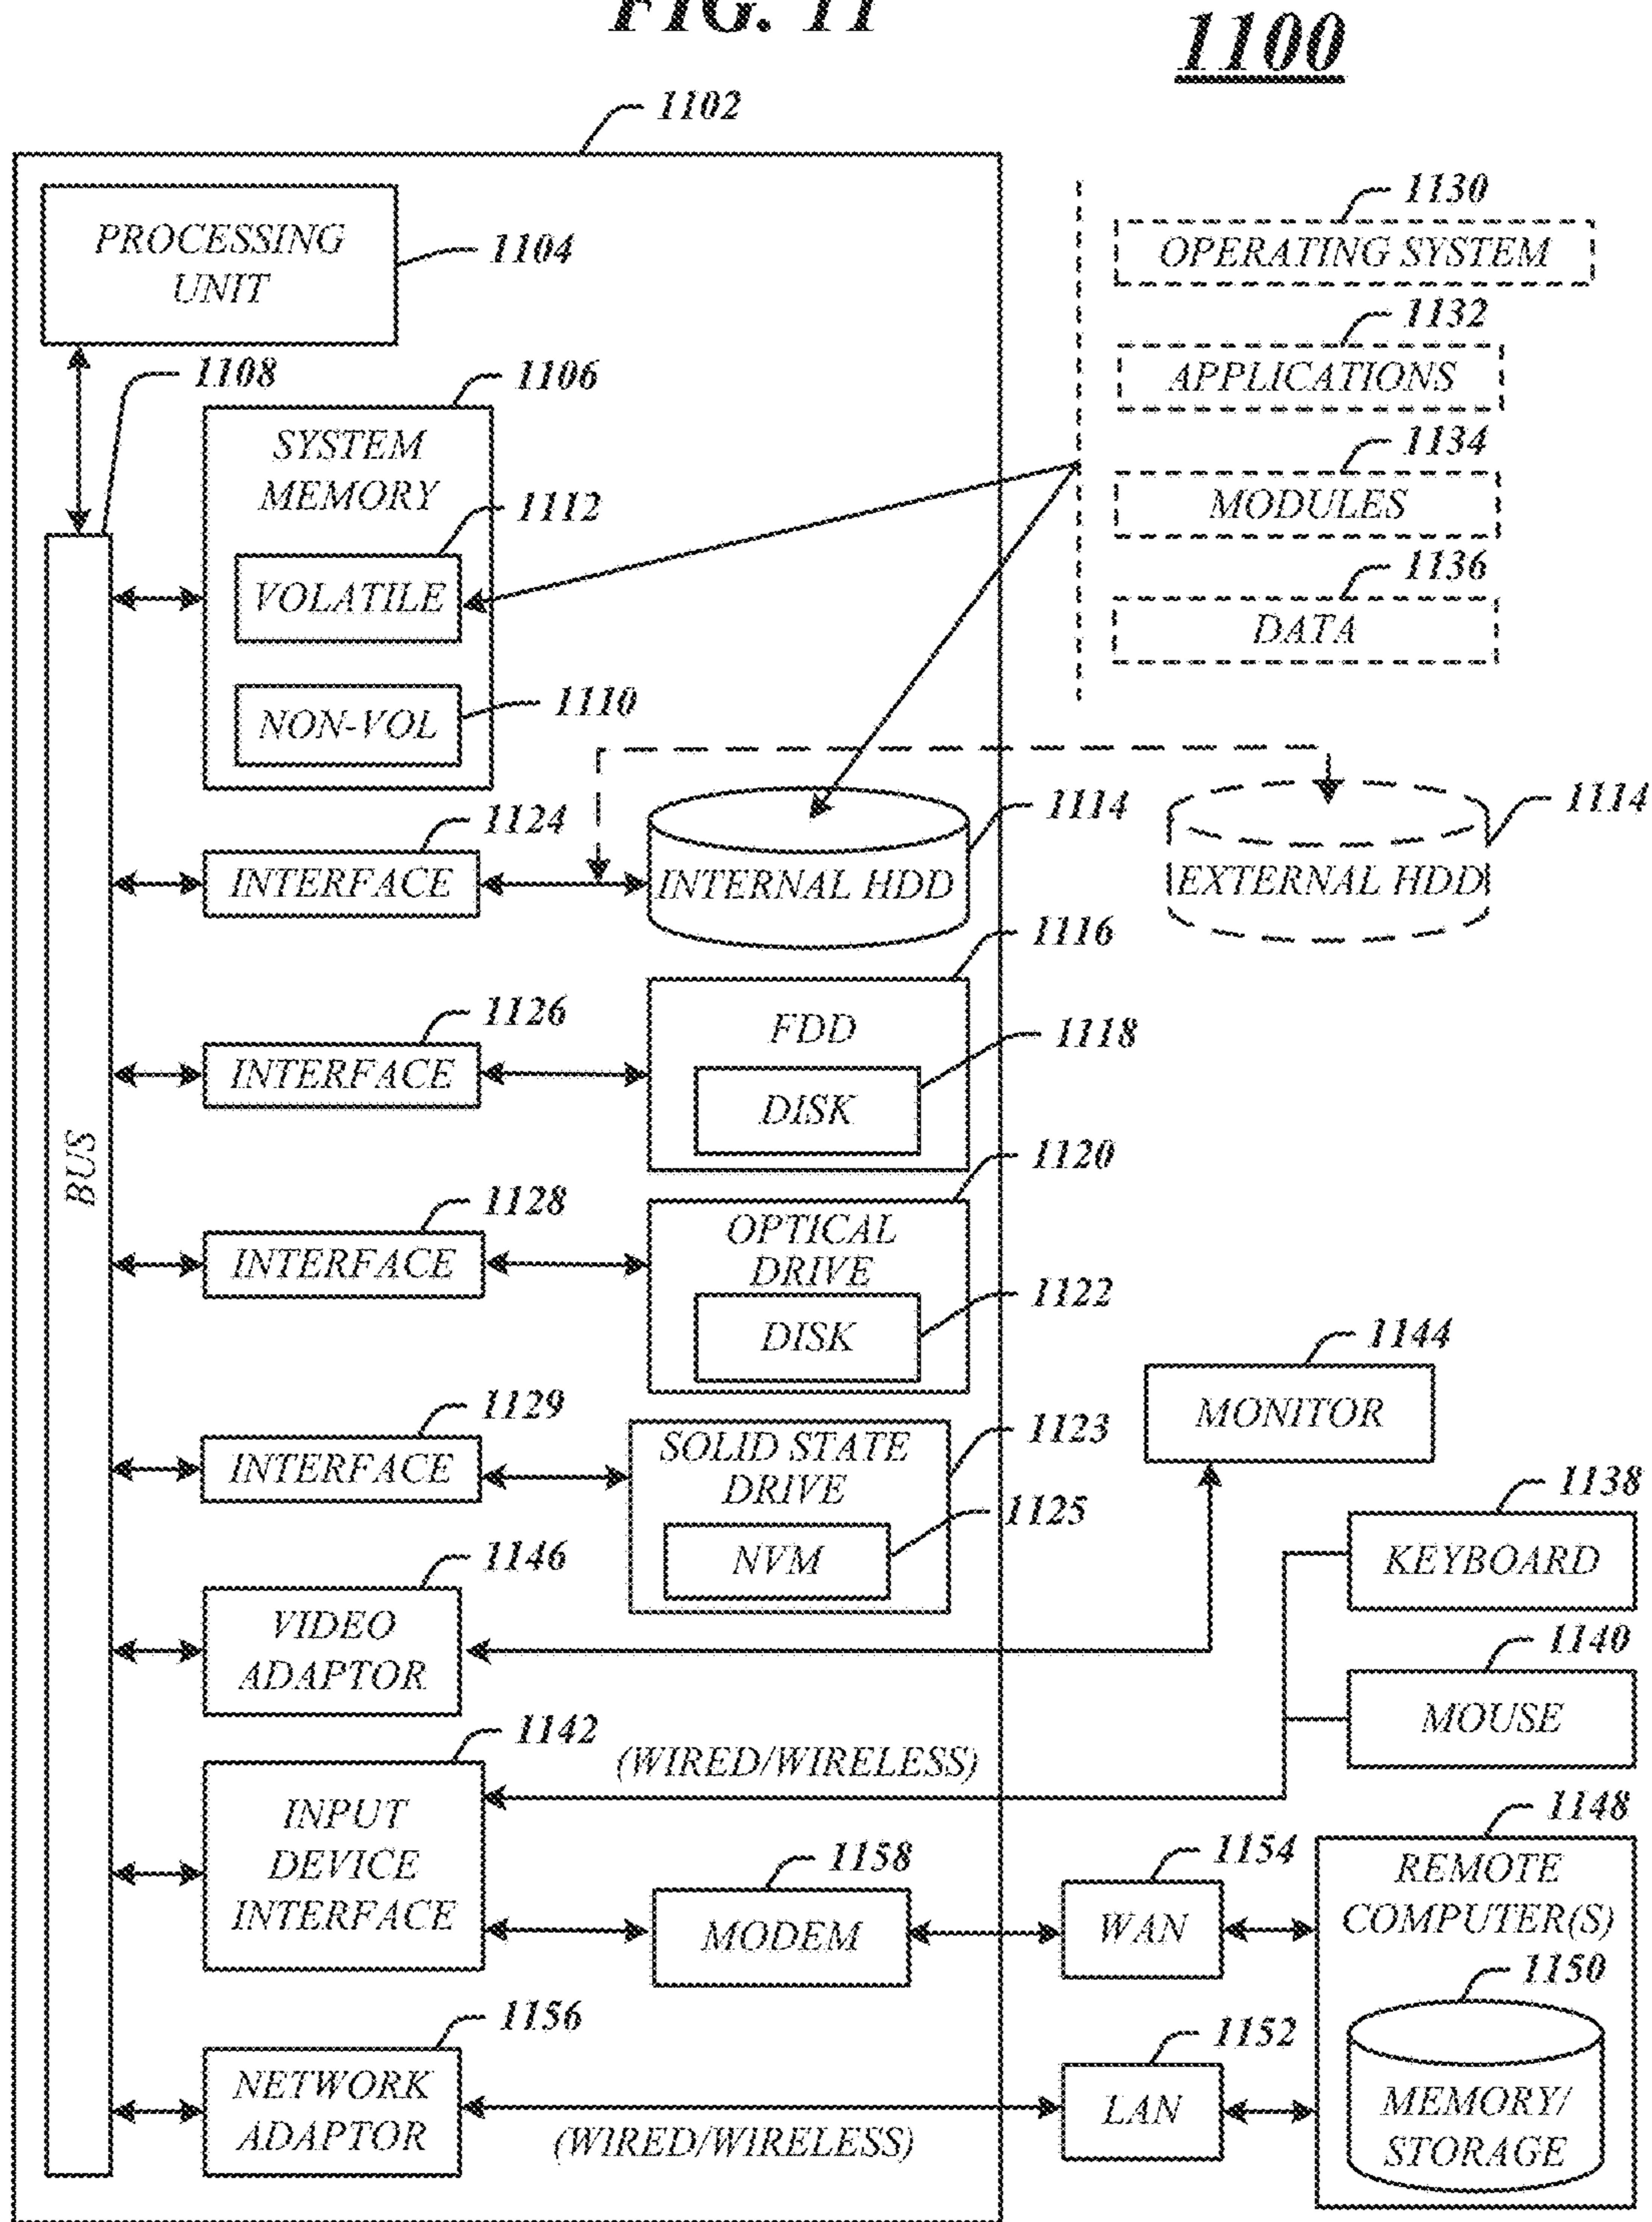 FIG. 11
1100
1102
PROCESSING
UNIT
1104
1108
1106
SYSTEM
MEMORY
1112
VOLATILE
NON-VOL
1110
1130
OPERATING SYSTEM
1132
APPLICATIONS
1134
MODULES
1136
DATA
BUS
1124
INTERFACE
INTERNAL HDD
1114
EXTERNAL HDD
1114
1116
FDD
1126
INTERFACE
DISK
1118
1120
OPTICAL
DRIVE
1128
INTERFACE
DISK
1122
1129
INTERFACE
SOLID STATE
DRIVE
1123
NVM
1125
1144
MONITOR
1138
KEYBOARD
1146
VIDEO
ADAPTOR
1140
MOUSE
1142
INPUT
DEVICE
INTERFACE
(WIRED/WIRELESS)
1158
MODEM
1154
WAN
1148
REMOTE
COMPUTER(S)
1150
MEMORY/
STORAGE
1156
NETWORK
ADAPTOR
(WIRED/WIRELESS)
1152
LAN